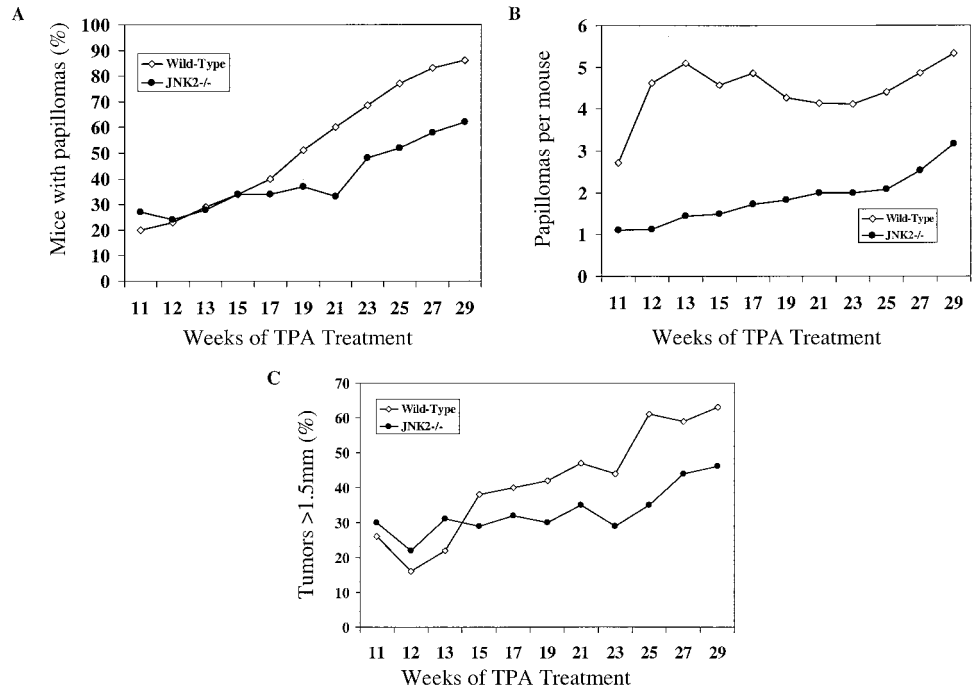 A
Mice with papillomas (%)
100
90
80
70
60
50
40
30
20
10
0
Wild-Type
JNK2-/-
11 12 13 15 17 19 21 23 25 27 29
Weeks of TPA Treatment
B
Papillomas per mouse
6
5
4
3
2
1
0
Wild-Type
JNK2-/-
11 12 13 15 17 19 21 23 25 27 29
Weeks of TPA Treatment
C
Tumors >1.5mm (%)
70
60
50
40
30
20
10
0
Wild-Type
JNK2-/-
11 12 13 15 17 19 21 23 25 27 29
Weeks of TPA Treatment